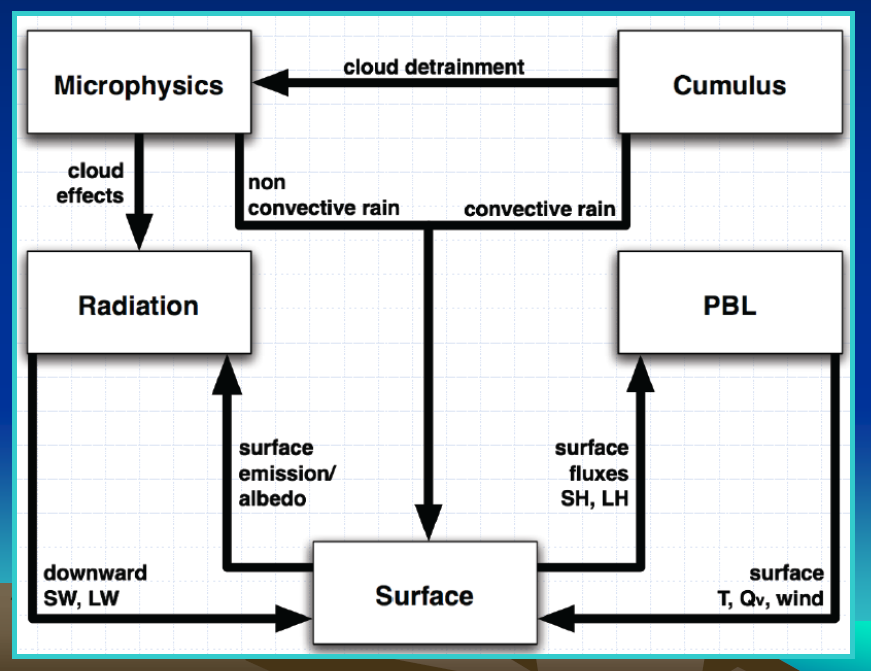 Microphysics
cloud detrainment
Cumulus
cloud
effects
non
convective rain
convective rain
Radiation
PBL
surface
emission/
albedo
surface
fluxes
SH, LH
downward
SW, LW
Surface
surface
T, Qv, wind